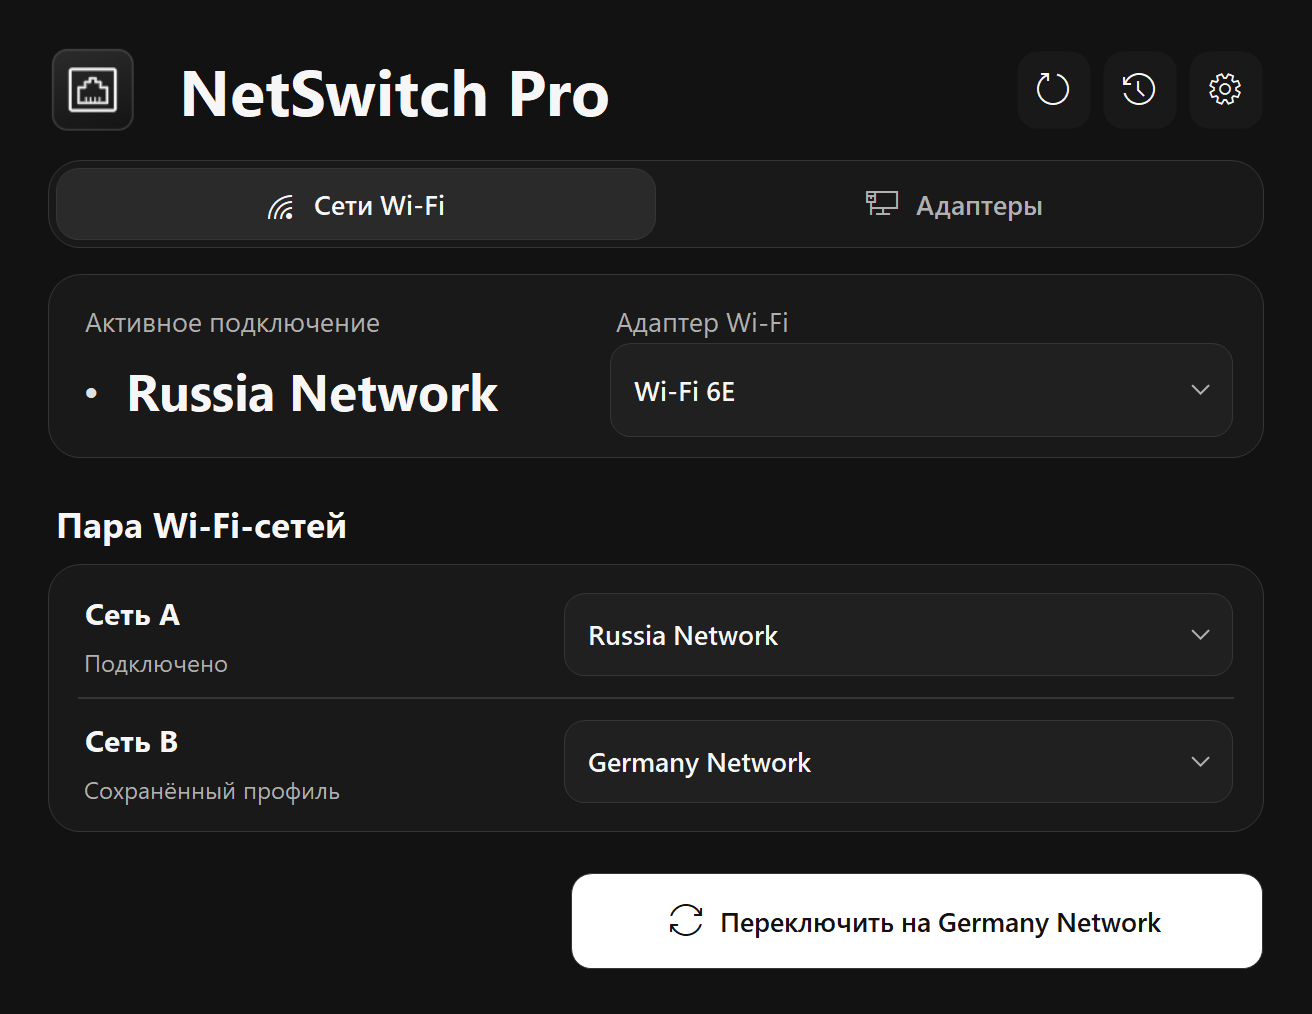 NetSwitch Pro
Сети Wi-Fi
Адаптеры
Активное подключение
Адаптер Wi-Fi
Russia Network
Wi-Fi 6E
Пара Wi-Fi-сетей
Сеть A
Russia Network
Подключено
Сеть B
Germany Network
Сохранённый профиль
Переключить на Germany Network